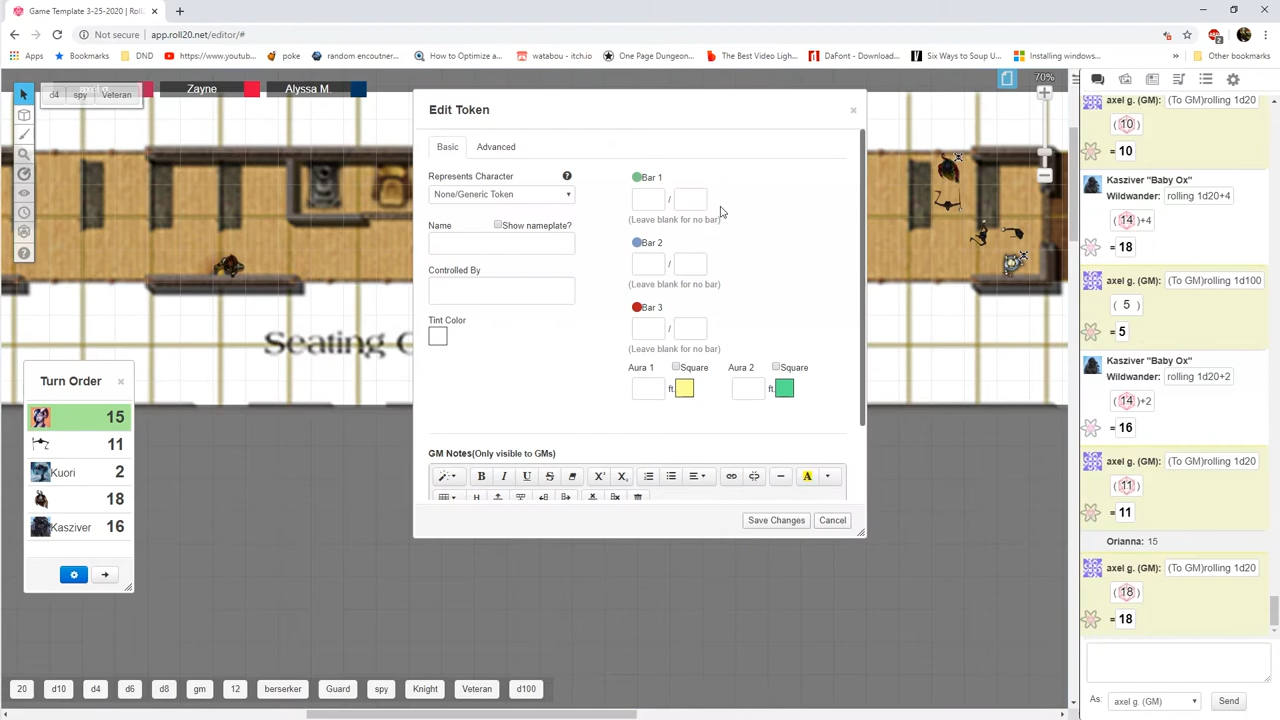 Game Template 3-25-2020 | Roll
Not secure | app.roll20.net/editor/#
Apps Bookmarks DND https://www.youtube... poke random encoutner... How to Optimize a... watabou - itch.io One Page Dungeon... The Best Video Ligh... DaFont - Download... Six Ways to Soup U... Installing windows... » Other bookmarks
Zayne Alyssa M
d4 spy Veteran
70%
Edit Token
Basic Advanced
Represents Character
None/Generic Token
Name Show nameplate?
Controlled By
Tint Color
Bar 1
/
(Leave blank for no bar)
Bar 2
/
(Leave blank for no bar)
Bar 3
/
(Leave blank for no bar)
Aura 1 Square Aura 2 Square
ft. ft.
GM Notes(Only visible to GMs)
B I U S X² X₂ A
H
Save Changes Cancel
Seating C
Turn Order
15
11
Kuori 2
18
Kasziver 16
20 d10 d4 d6 d8 gm 12 berserker Guard spy Knight Veteran d100
axel g. (GM): (To GM)rolling 1d20
(10)
= 10
Kasziver "Baby Ox"
Wildwander: rolling 1d20+4
(14)+4
= 18
axel g. (GM): (To GM)rolling 1d100
( 5 )
= 5
Kasziver "Baby Ox"
Wildwander: rolling 1d20+2
(14)+2
= 16
axel g. (GM): (To GM)rolling 1d20
(11)
= 11
Orianna: 15
axel g. (GM): (To GM)rolling 1d20
(18)
= 18
As: axel g. (GM) Send